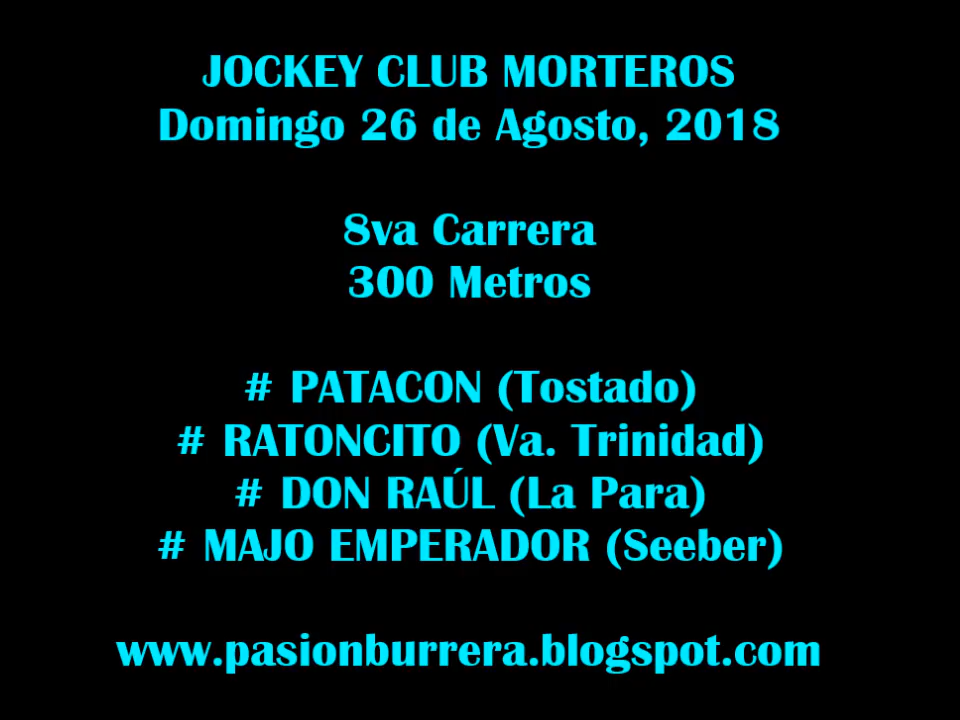 JOCKEY CLUB MORTEROS
Domingo 26 de Agosto, 2018
8va Carrera
300 Metros
# PATACON (Tostado)
# RATONCITO (Va. Trinidad)
# DON RAÚL (La Para)
# MAJO EMPERADOR (Seeber)
www.pasionburrera.blogspot.com